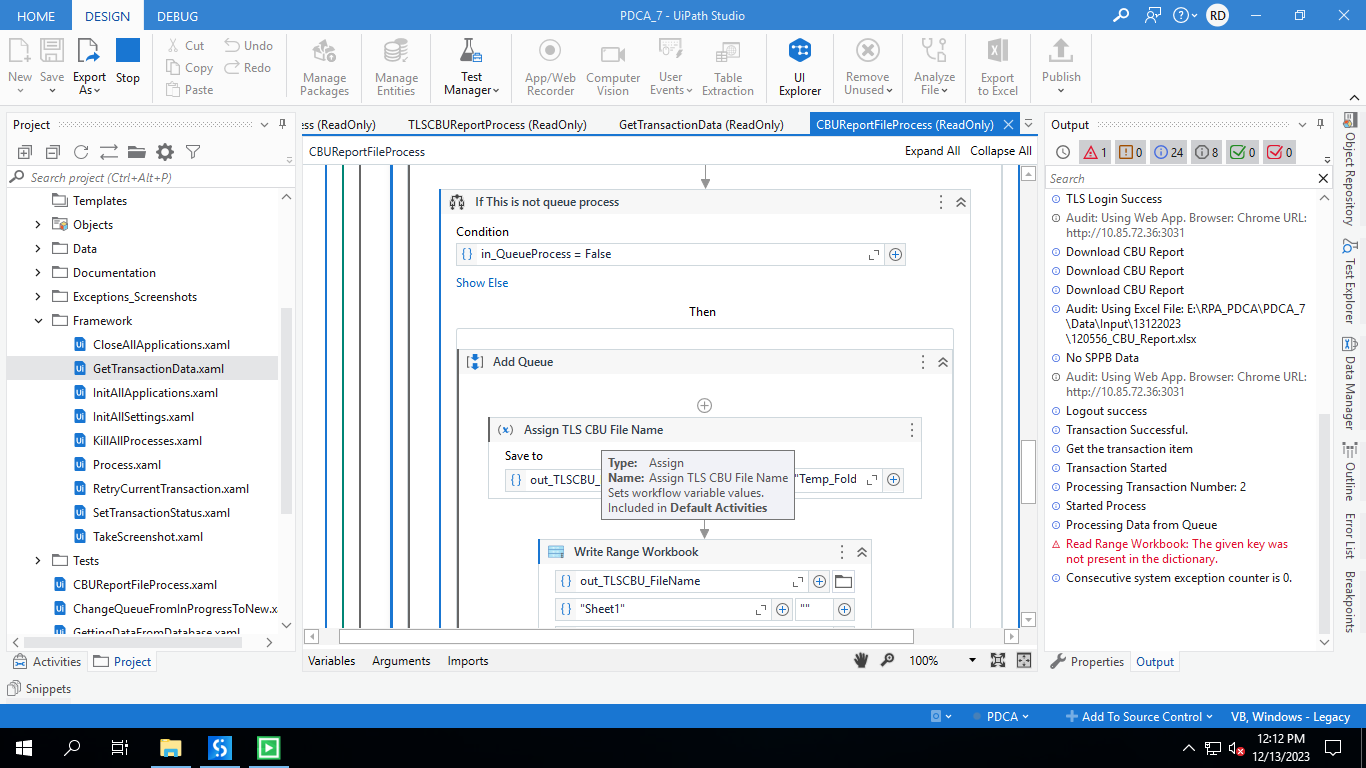 HOME
DESIGN
DEBUG
PDCA_7 - UiPath Studio
RD
New
Save
Export
As
Stop
Cut
Copy
Paste
Undo
Redo
Manage
Packages
Manage
Entities
Test
Manager
App/Web
Recorder
Computer
Vision
User
Events
Table
Extraction
UI
Explorer
Remove
Unused
Analyze
File
Export
to Excel
Publish
Project
Search project (Ctrl+Alt+P)
Templates
Objects
Data
Documentation
Exceptions_Screenshots
Framework
CloseAllApplications.xaml
GetTransactionData.xaml
InitAllApplications.xaml
InitAllSettings.xaml
KillAllProcesses.xaml
Process.xaml
RetryCurrentTransaction.xaml
SetTransactionStatus.xaml
TakeScreenshot.xaml
Tests
CBUReportFileProcess.xaml
ChangeQueueFromInProgressToNew.x
GettingDataFromDatabase.xaml
Activities
Project
Snippets
ess (ReadOnly)
TLSCBUReportProcess (ReadOnly)
GetTransactionData (ReadOnly)
CBUReportFileProcess (ReadOnly)
CBUReportFileProcess
Expand All
Collapse All
If This is not queue process
Condition
in_QueueProcess = False
Show Else
Then
Add Queue
Assign TLS CBU File Name
Save to
out_TLSCBU_
"Temp_Fold
Type: Assign
Name: Assign TLS CBU File Name
Sets workflow variable values.
Included in Default Activities
Write Range Workbook
out_TLSCBU_FileName
"Sheet1"
""
Variables
Arguments
Imports
100%
Output
1
0
24
8
0
0
Search
TLS Login Success
Audit: Using Web App. Browser: Chrome URL:
http://10.85.72.36:3031
Download CBU Report
Download CBU Report
Download CBU Report
Audit: Using Excel File: E:\RPA_PDCA\PDCA_7
\Data\Input\13122023
\120556_CBU_Report.xlsx
No SPPB Data
Audit: Using Web App. Browser: Chrome URL:
http://10.85.72.36:3031
Logout success
Transaction Successful.
Get the transaction item
Transaction Started
Processing Transaction Number: 2
Started Process
Processing Data from Queue
Read Range Workbook: The given key was
not present in the dictionary.
Consecutive system exception counter is 0.
Properties
Output
Object Repository
Test Explorer
Data Manager
Outline
Error List
Breakpoints
PDCA
Add To Source Control
VB, Windows - Legacy
12:12 PM
12/13/2023